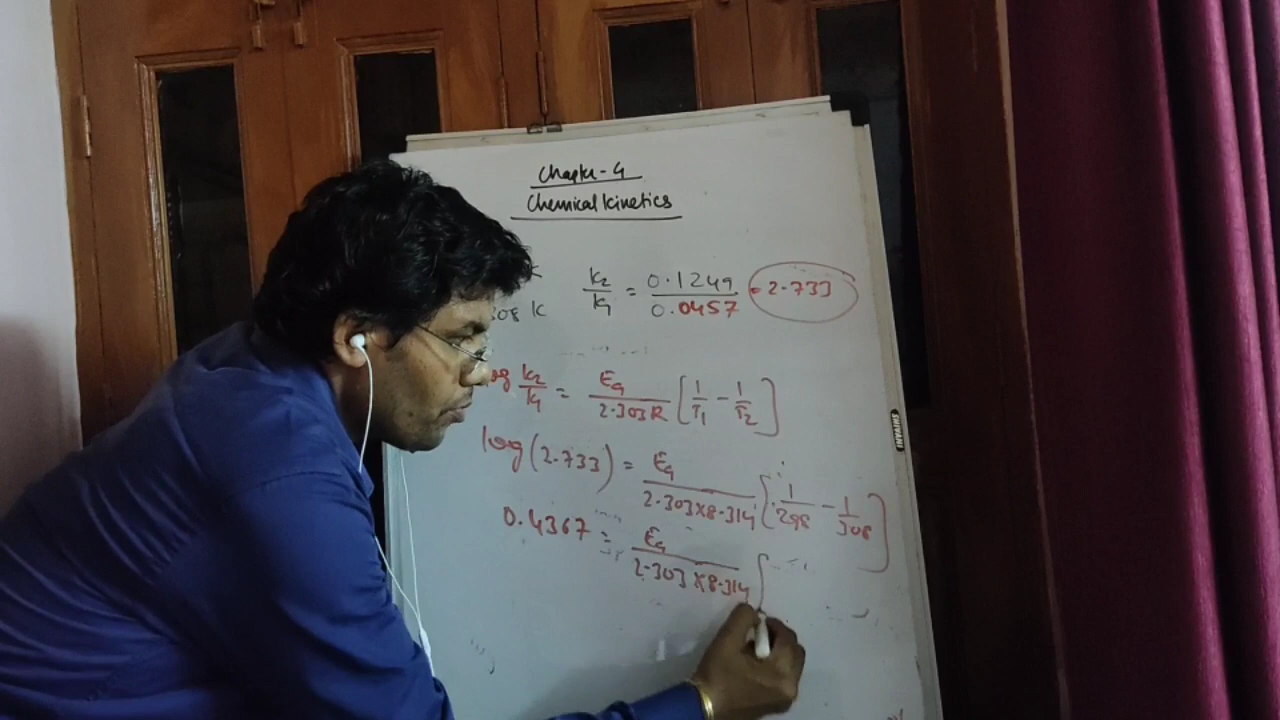 Chapter-4
Chemical Kinetics
K
308 K
k2/k1 = 0.1249/0.0457 = 2.733
log k2/k1 = Ea/2.303R [1/T1 - 1/T2]
log(2.733) = Ea/2.303×8.314 [1/298 - 1/308]
0.4367 = Ea/2.303×8.314 [
SHIVANI